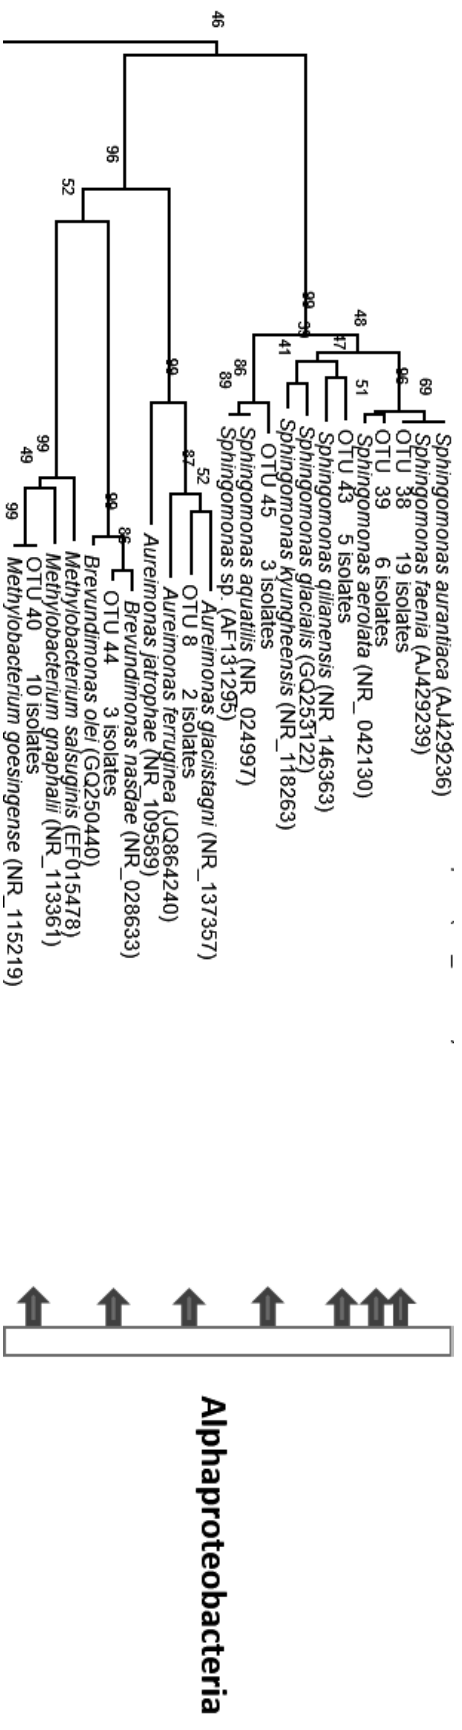 Sphingomonas aurantiaca (AJ429236)
Sphingomonas faenia (AJ429239)
OTU 38 19 isolates
OTU 39 6 isolates
Sphingomonas aerolata (NR_ 042130)
OTU 43 5 isolates
Sphingomonas qilianensis (NR_146363)
Sphingomonas glacialis (GQ253122)
Sphingomonas kyungheensis (NR_118263)
OTU 45 3 isolates
Sphingomonas aquatilis (NR_024997)
Sphingomonas sp. (AF131295)
Aureimonas glaciistagni (NR_137357)
OTU 8 2 isolates
Aureimonas ferruginea (JQ864240)
Aureimonas jatrophae (NR_109589)
Brevundimonas nasdae (NR_028633)
OTU 44 3 isolates
Brevundimonas olei (GQ250440)
Methylobacterium salsuginis (EF015478)
Methylobacterium gnaphalii (NR_113361)
OTU 40 10 isolates
Methylobacterium goesingense (NR_115219)
69
96
51
48
47
99
41
86
89
46
52
87
99
96
86
99
52
99
49
99
Alphaproteobacteria